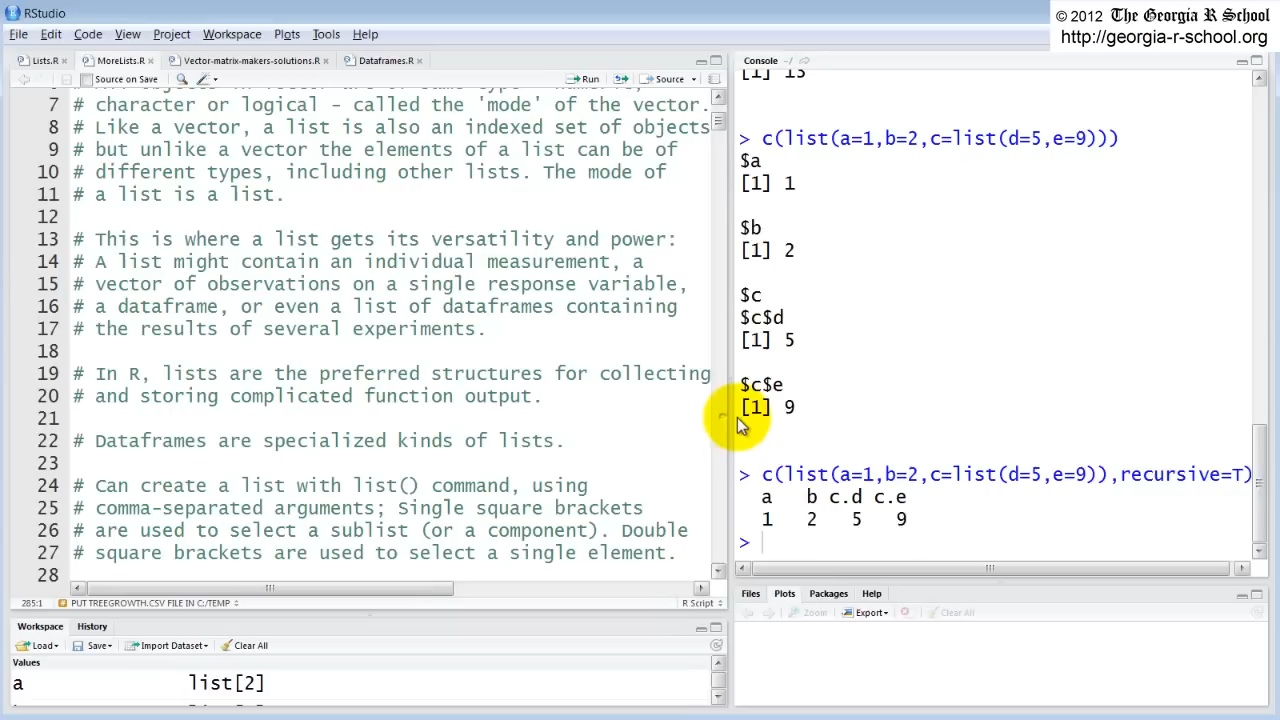 RStudio
© 2012 The Georgia R School
http://georgia-r-school.org
File Edit Code View Project Workspace Plots Tools Help
Lists.R MoreLists.R Vector-matrix-makers-solutions.R Dataframes.R
Source on Save Run Source
7 # character or logical - called the 'mode' of the vector.
8 # Like a vector, a list is also an indexed set of objects
9 # but unlike a vector the elements of a list can be of
10 # different types, including other lists. The mode of
11 # a list is a list.
12
13 # This is where a list gets its versatility and power:
14 # A list might contain an individual measurement, a
15 # vector of observations on a single response variable,
16 # a dataframe, or even a list of dataframes containing
17 # the results of several experiments.
18
19 # In R, lists are the preferred structures for collecting
20 # and storing complicated function output.
21
22 # Dataframes are specialized kinds of lists.
23
24 # Can create a list with list() command, using
25 # comma-separated arguments; Single square brackets
26 # are used to select a sublist (or a component). Double
27 # square brackets are used to select a single element.
28
285:1 PUT TREEGROWTH.CSV FILE IN C:/TEMP R Script
Workspace History
Load Save Import Dataset Clear All
Values
a list[2]
Console ~/
[1] 13
> c(list(a=1,b=2,c=list(d=5,e=9)))
$a
[1] 1
$b
[1] 2
$c
$c$d
[1] 5
$c$e
[1] 9
> c(list(a=1,b=2,c=list(d=5,e=9)),recursive=T)
a b c.d c.e
1 2 5 9
>
Files Plots Packages Help
Zoom Export Clear All